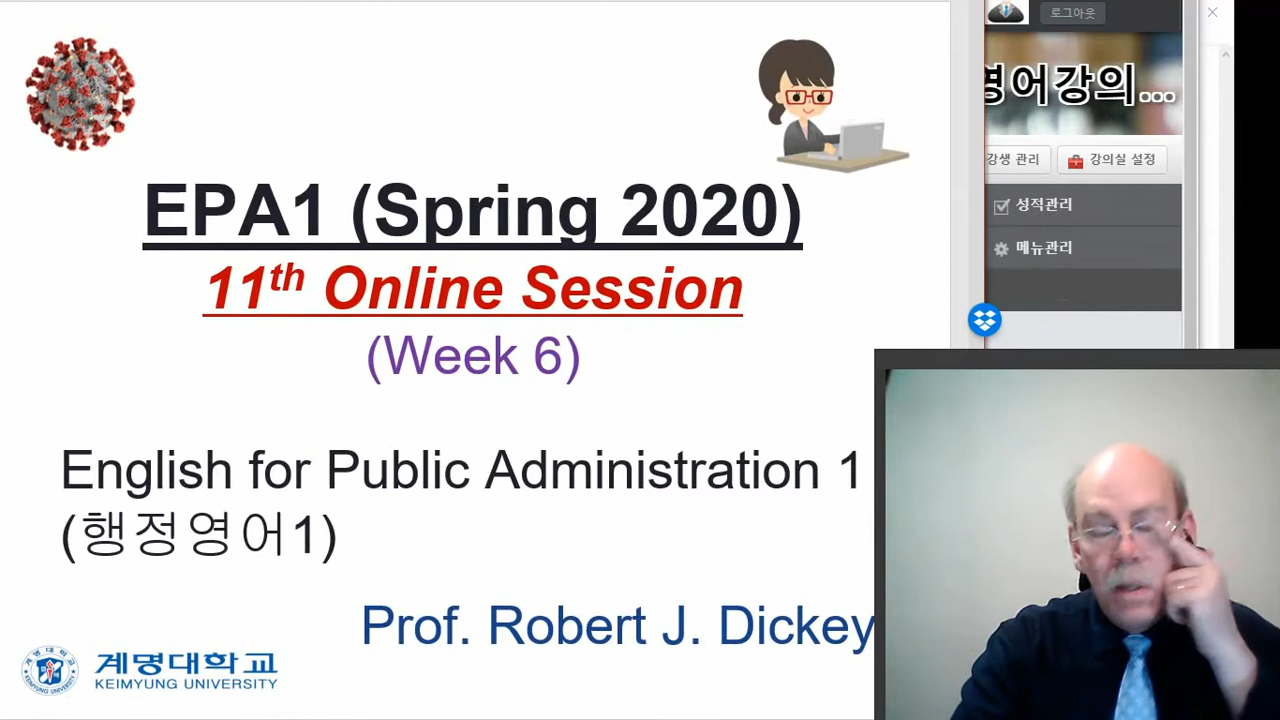 EPA1 (Spring 2020)
11th Online Session
(Week 6)
English for Public Administration 1
(행정영어1)
Prof. Robert J. Dickey
계명대학교
KEIMYUNG UNIVERSITY
로그아웃
영어강의...
강생 관리
강의실 설정
성적관리
메뉴관리